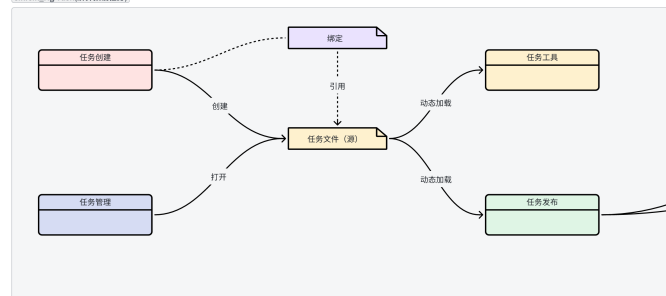 绑定
任务创建
任务工具
引用
创建
动态加载
任务文件（源）
打开
动态加载
任务管理
任务发布